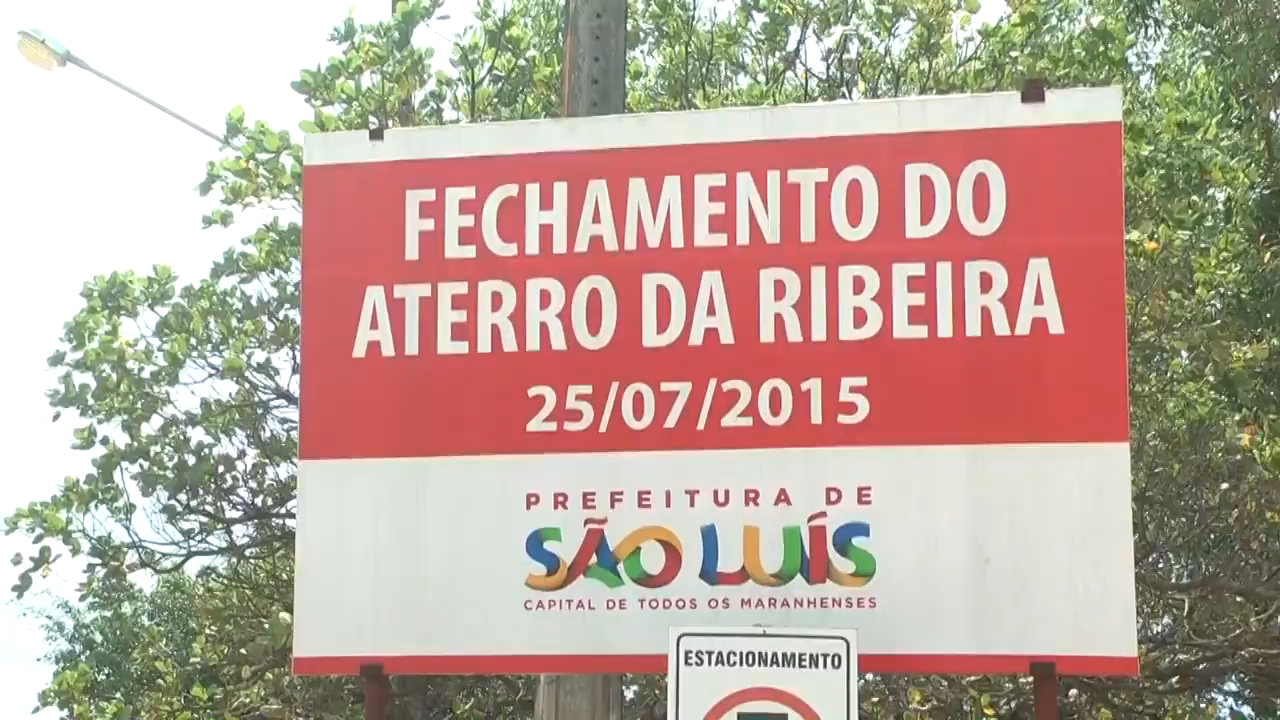 FECHAMENTO DO
ATERRO DA RIBEIRA
25/07/2015
PREFEITURA DE
SÃO LUÍS
CAPITAL DE TODOS OS MARANHENSES
ESTACIONAMENTO